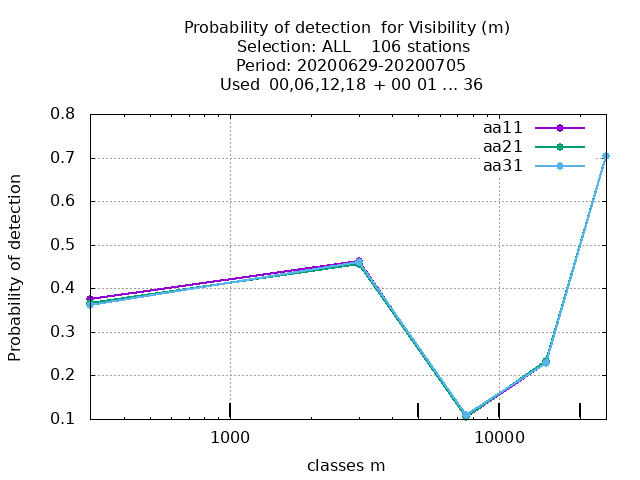 Probability of detection  for Visibility (m)
Selection: ALL    106 stations
Period: 20200629-20200705
Used  00,06,12,18  + 00 01 ... 36
aa11
aa21
aa31
0.8
0.7
0.6
0.5
0.4
0.3
0.2
0.1
Probability of detection
1000
10000
classes m